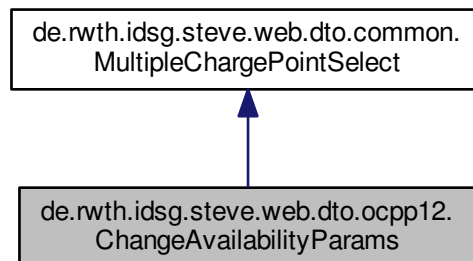 de.rwth.idsg.steve.web.dto.common.
MultipleChargePointSelect
de.rwth.idsg.steve.web.dto.ocpp12.
ChangeAvailabilityParams